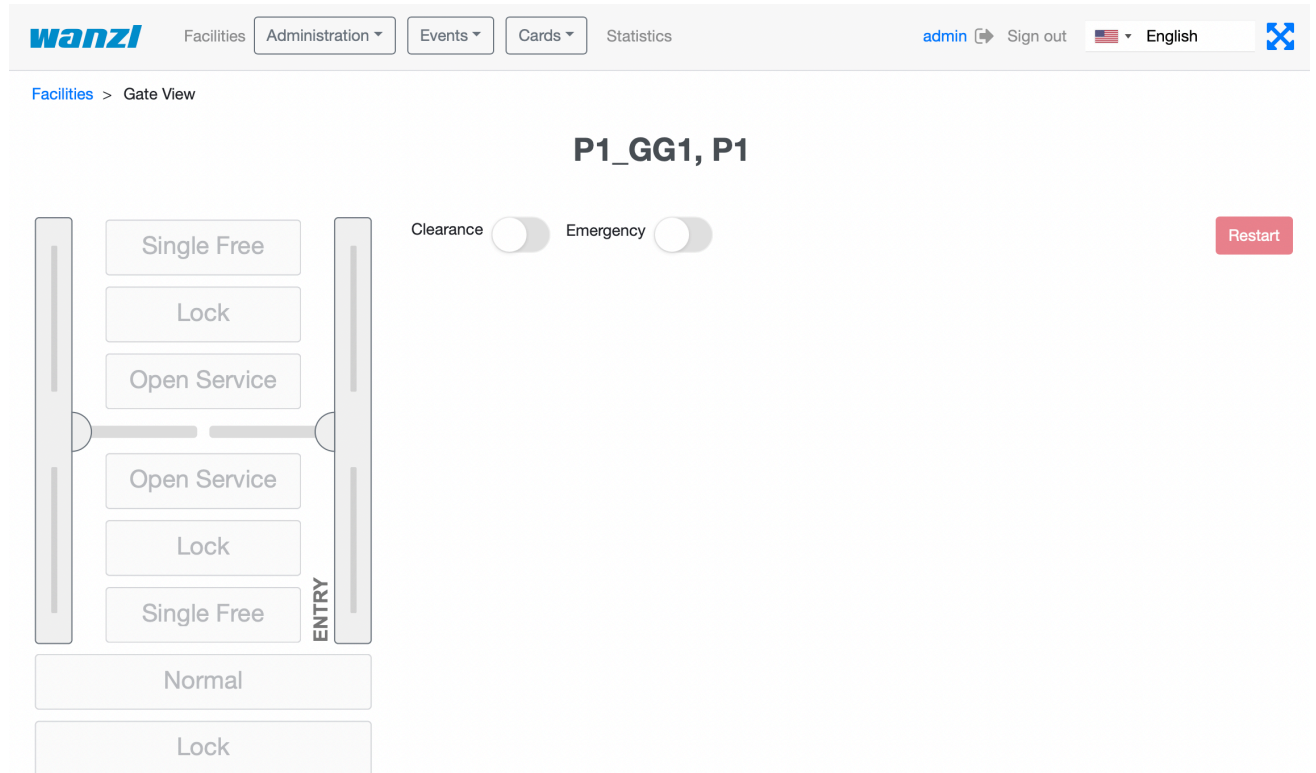 wanzl Facilities Administration Events Cards Statistics admin Sign out English
Facilities > Gate View
P1_GG1, P1
Clearance Emergency Restart
Single Free
Lock
Open Service
Open Service
Lock
Single Free
ENTRY
Normal
Lock